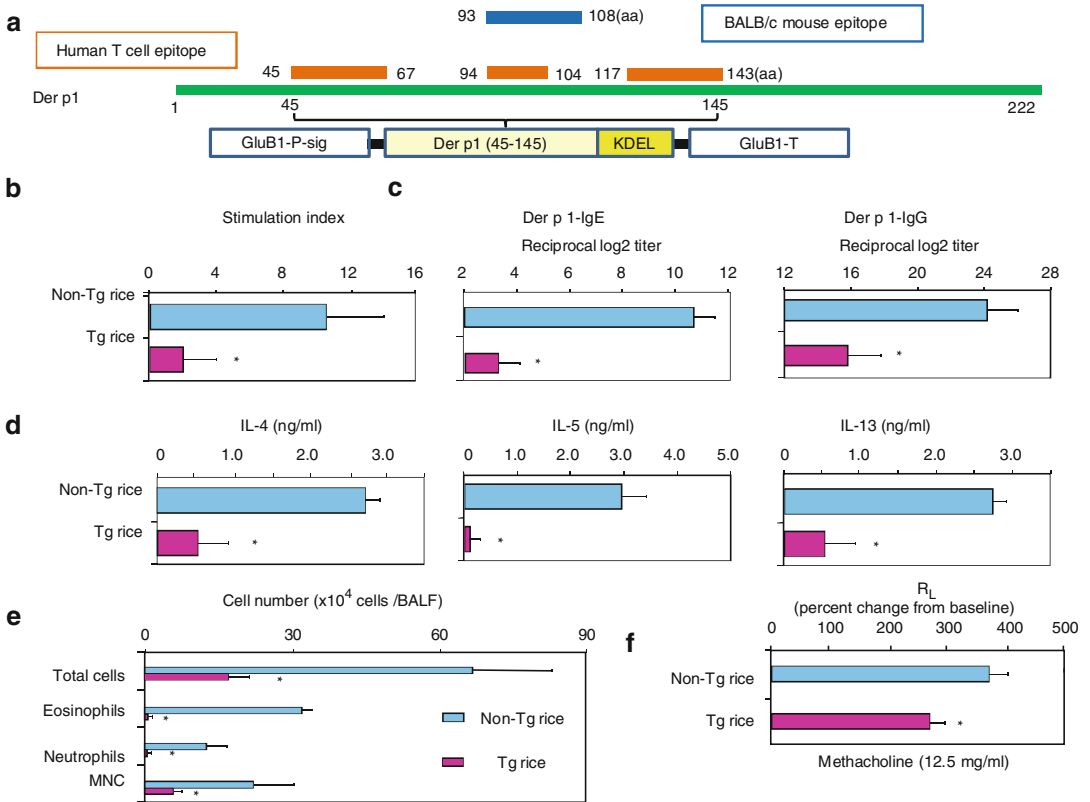 a
93 108(aa)
BALB/c mouse epitope
Human T cell epitope
45 67 94 104 117 143(aa)
Der p1
1 45 145 222
GluB1-P-sig Der p1 (45-145) KDEL GluB1-T
b
Stimulation index
0 4 8 12 16
Non-Tg rice
Tg rice
*
c
Der p 1-IgE
Reciprocal log2 titer
2 4 6 8 10 12
*
Der p 1-IgG
Reciprocal log2 titer
12 16 20 24 28
*
d
IL-4 (ng/ml)
0 1.0 2.0 3.0
Non-Tg rice
Tg rice
*
IL-5 (ng/ml)
0 1.0 2.0 3.0 4.0 5.0
*
IL-13 (ng/ml)
0 1.0 2.0 3.0
*
e
Cell number (x104 cells /BALF)
0 30 60 90
Total cells
*
Eosinophils
*
Neutrophils
*
MNC
*
Non-Tg rice
Tg rice
f
RL
(percent change from baseline)
0 100 200 300 400 500
Non-Tg rice
Tg rice
*
Methacholine (12.5 mg/ml)